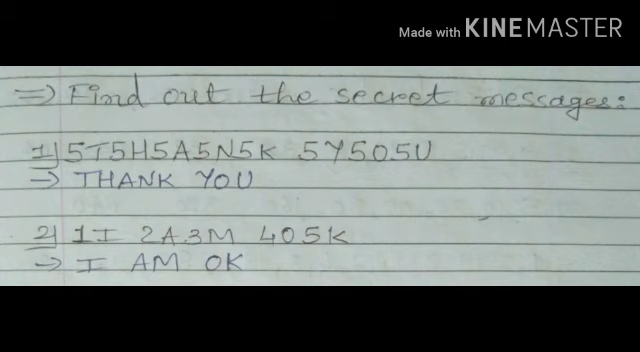 Made with KINEMASTER
⇒ Find out the secret messages:
1) 5T5H5A5N5K 5Y5O5U
→ THANK YOU
2) 1I 2A3M 4O5K
→ I AM OK